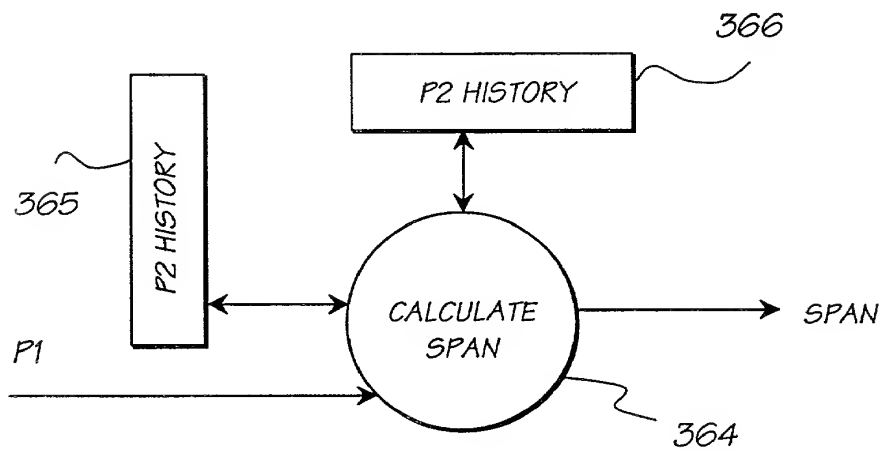 366
P2 HISTORY
365
P2 HISTORY
CALCULATE
SPAN
SPAN
P1
364